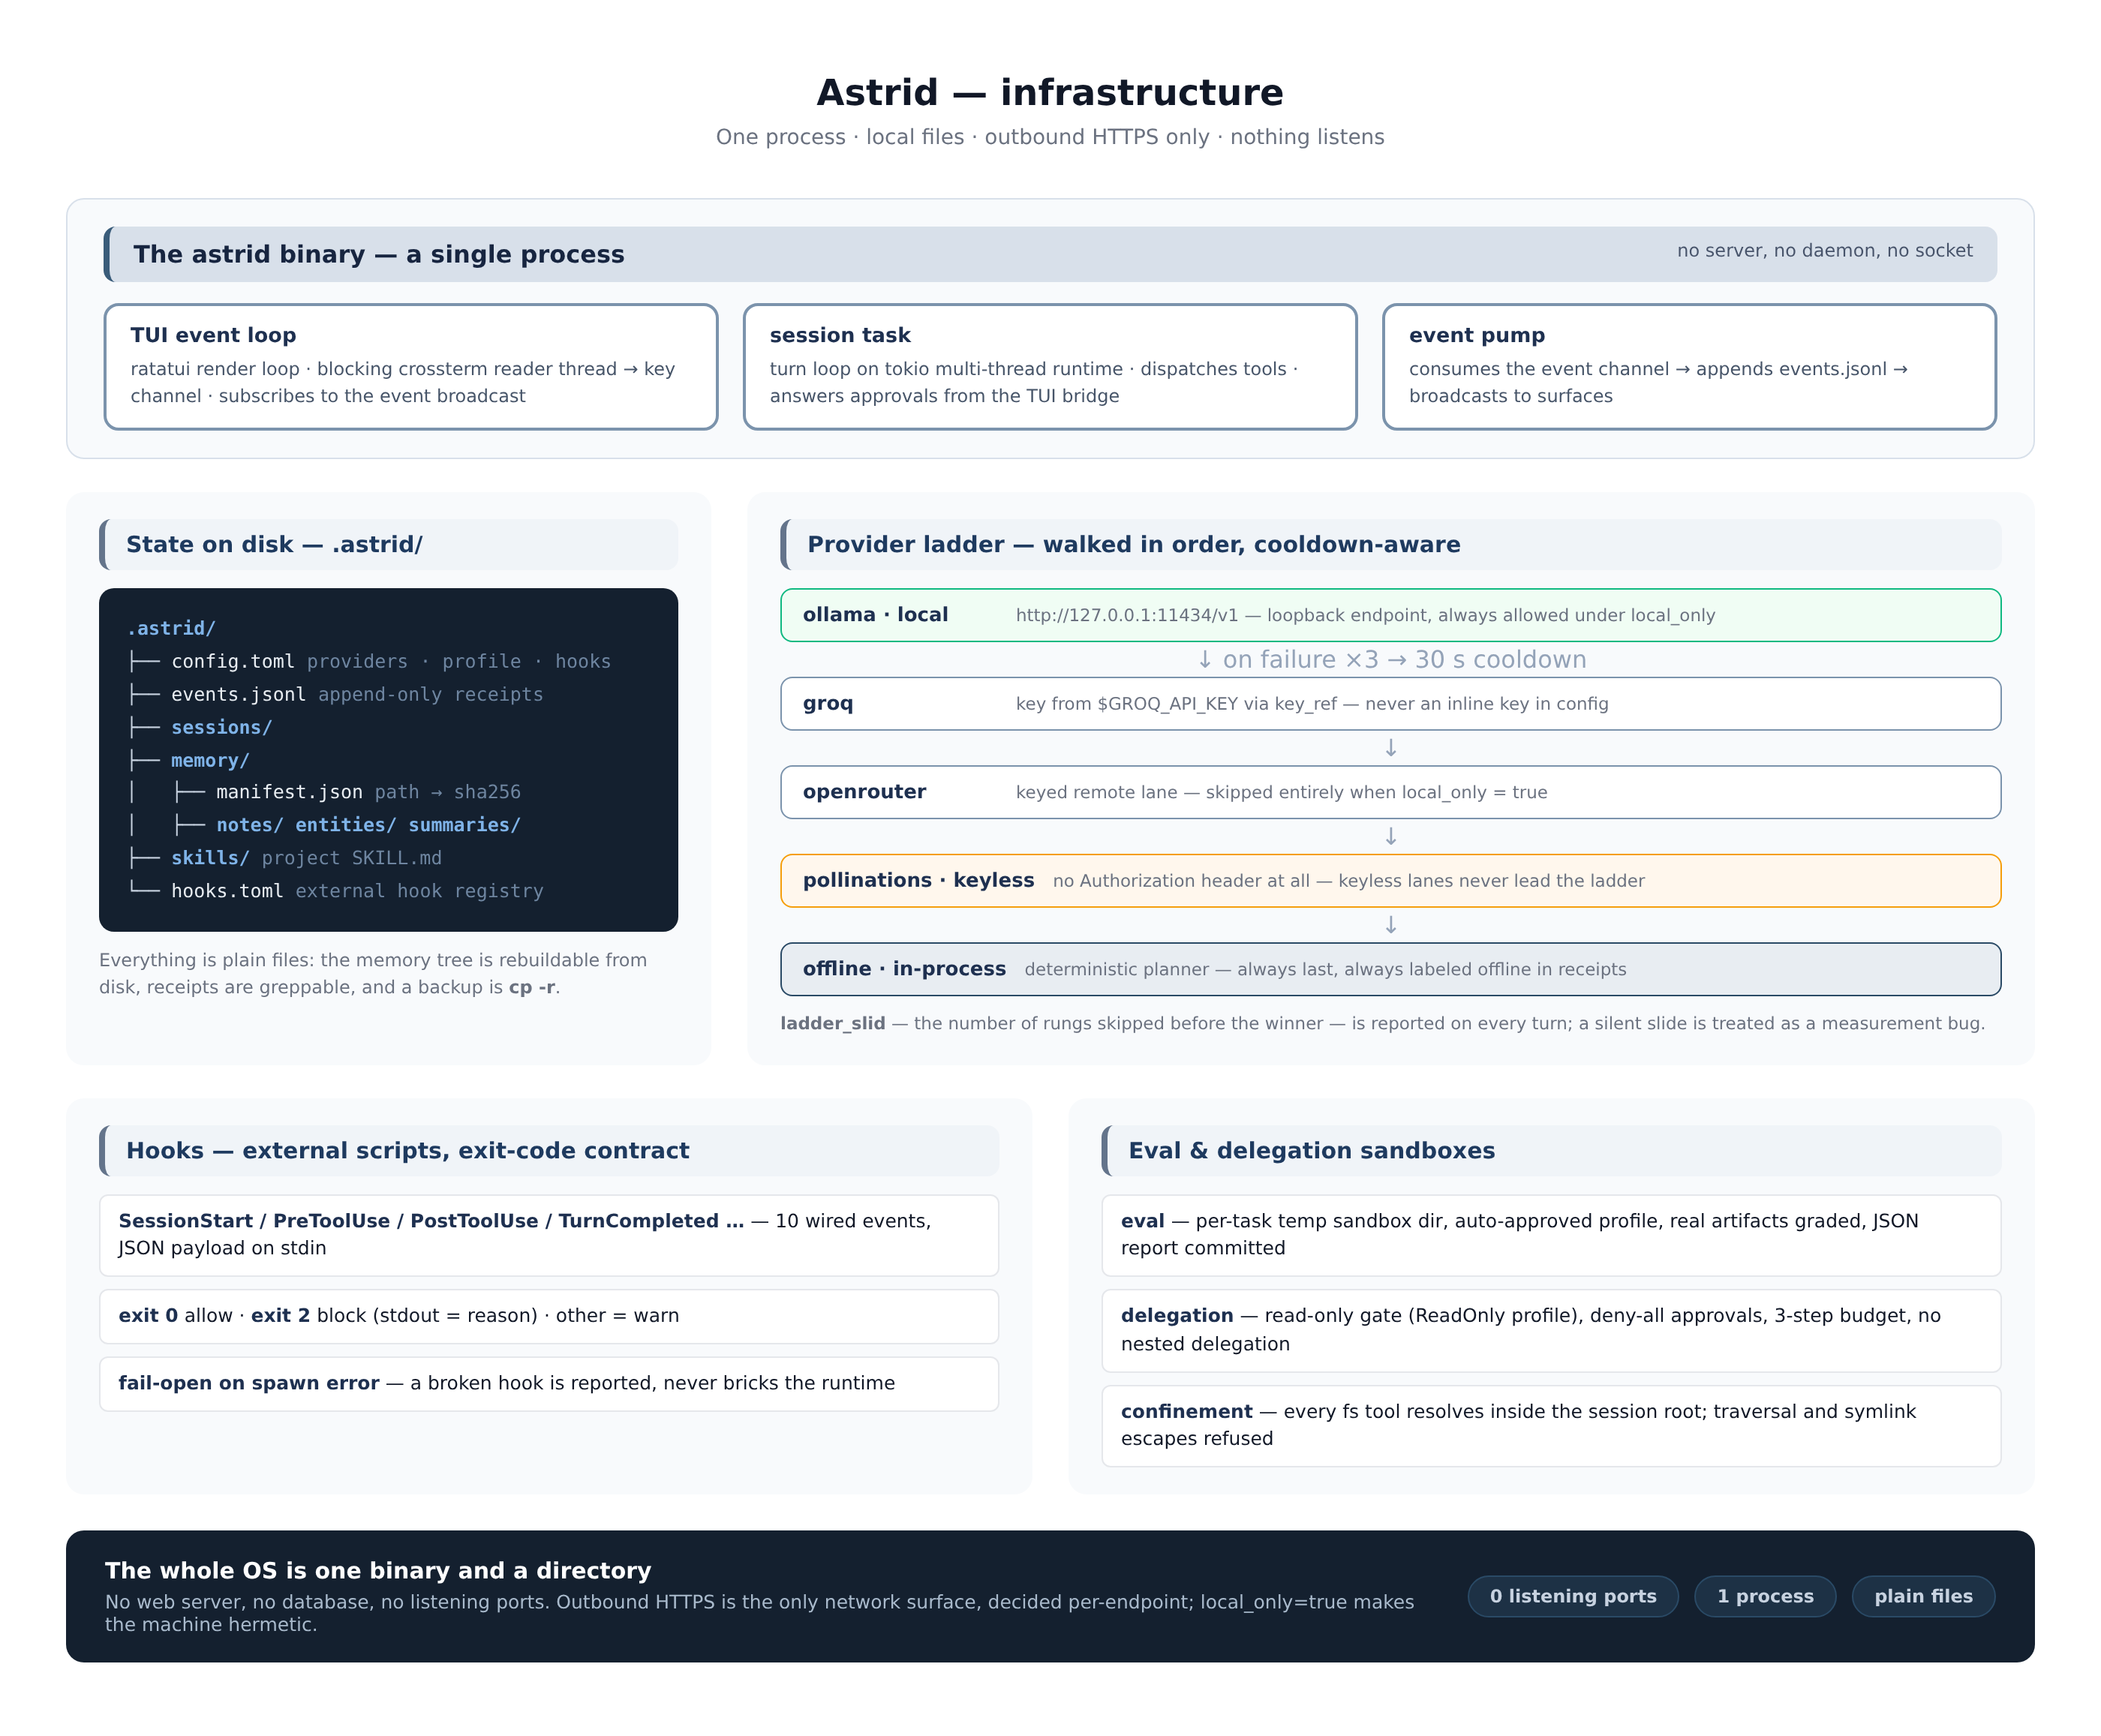 Astrid — infrastructure
One process · local files · outbound HTTPS only · nothing listens
The astrid binary — a single process
no server, no daemon, no socket
TUI event loop
ratatui render loop · blocking crossterm reader thread → key
channel · subscribes to the event broadcast
session task
turn loop on tokio multi-thread runtime · dispatches tools ·
answers approvals from the TUI bridge
event pump
consumes the event channel → appends events.jsonl →
broadcasts to surfaces
State on disk — .astrid/
.astrid/
├── config.toml providers · profile · hooks
├── events.jsonl append-only receipts
├── sessions/
├── memory/
│   ├── manifest.json path → sha256
│   ├── notes/ entities/ summaries/
├── skills/ project SKILL.md
└── hooks.toml external hook registry
Everything is plain files: the memory tree is rebuildable from
disk, receipts are greppable, and a backup is cp -r.
Provider ladder — walked in order, cooldown-aware
ollama · local http://127.0.0.1:11434/v1 — loopback endpoint, always allowed under local_only
↓ on failure ×3 → 30 s cooldown
groq key from $GROQ_API_KEY via key_ref — never an inline key in config
↓
openrouter keyed remote lane — skipped entirely when local_only = true
↓
pollinations · keyless no Authorization header at all — keyless lanes never lead the ladder
↓
offline · in-process deterministic planner — always last, always labeled offline in receipts
ladder_slid — the number of rungs skipped before the winner — is reported on every turn; a silent slide is treated as a measurement bug.
Hooks — external scripts, exit-code contract
SessionStart / PreToolUse / PostToolUse / TurnCompleted … — 10 wired events,
JSON payload on stdin
exit 0 allow · exit 2 block (stdout = reason) · other = warn
fail-open on spawn error — a broken hook is reported, never bricks the runtime
Eval & delegation sandboxes
eval — per-task temp sandbox dir, auto-approved profile, real artifacts graded, JSON
report committed
delegation — read-only gate (ReadOnly profile), deny-all approvals, 3-step budget, no
nested delegation
confinement — every fs tool resolves inside the session root; traversal and symlink
escapes refused
The whole OS is one binary and a directory
No web server, no database, no listening ports. Outbound HTTPS is the only network surface, decided per-endpoint; local_only=true makes
the machine hermetic.
0 listening ports
1 process
plain files